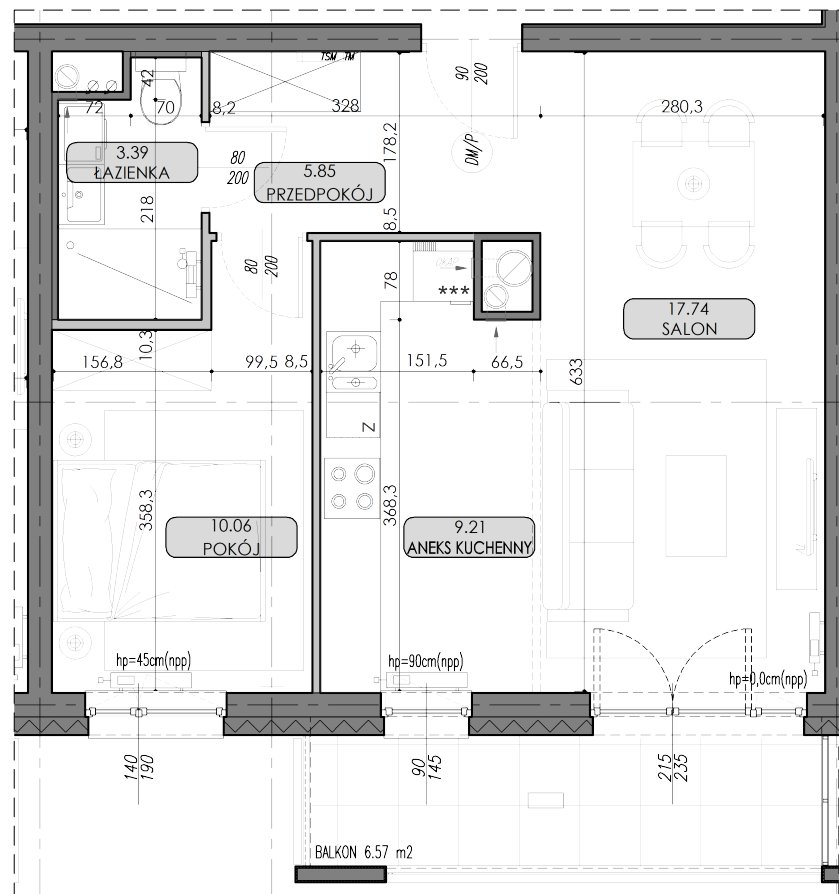 TSM TM
42
90
200
72
70
8,2
328
280,3
178,2
DM/P
3.39
ŁAZIENKA
80
200
5.85
PRZEDPOKÓJ
218
8,5
80
200
78
OKAP
***
17.74
SALON
10,3
156,8
99,5
8,5
151,5
66,5
633
Z
358,3
368,3
10.06
POKÓJ
9.21
ANEKS KUCHENNY
hp=45cm(npp)
hp=90cm(npp)
hp=0,0cm(npp)
140
190
90
145
215
235
BALKON 6.57 m2